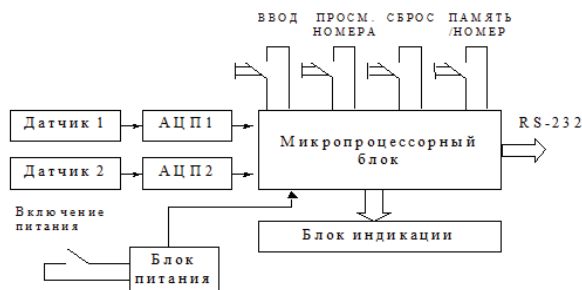 ВВОД ПРОСМ. СБРОС ПАМЯТЬ
НОМЕРА /НОМЕР
Датчик 1 АЦП1
RS-232
Микропроцессорный
блок
Датчик 2 АЦП2
Включение
питания
Блок
питания
Блок индикации